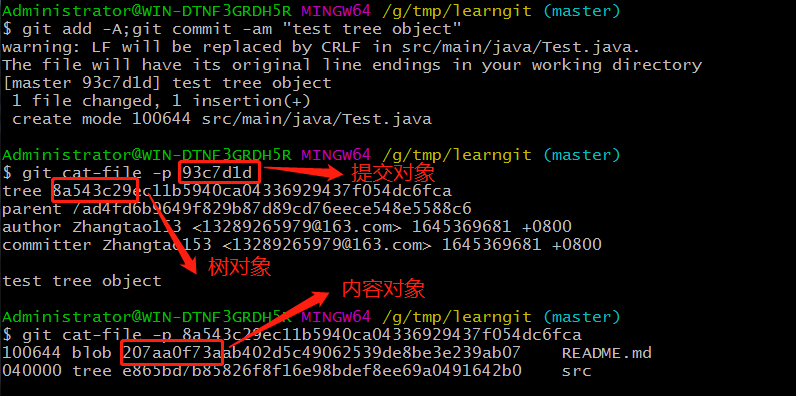 Administrator@WIN-DTNF3GRDH5R MINGW64 /g/tmp/learngit (master)
$ git add -A;git commit -am "test tree object"
warning: LF will be replaced by CRLF in src/main/java/Test.java.
The file will have its original line endings in your working directory
[master 93c7d1d] test tree object
1 file changed, 1 insertion(+)
create mode 100644 src/main/java/Test.java
Administrator@WIN-DTNF3GRDH5R MINGW64 /g/tmp/learngit (master)
$ git cat-file -p 93c7d1d
提交对象
tree 8a543c29ec11b5940ca04336929437f054dc6fca
parent 7ad4fd6b9649f829b87d89cd76eece548e5588c6
author Zhangtao153 <13289265979@163.com> 1645369681 +0800
committer Zhangtao153 <13289265979@163.com> 1645369681 +0800
树对象
test tree object
内容对象
Administrator@WIN-DTNF3GRDH5R MINGW64 /g/tmp/learngit (master)
$ git cat-file -p 8a543c29ec11b5940ca04336929437f054dc6fca
100644 blob 207aa0f73aab402d5c49062539de8be3e239ab07 README.md
040000 tree e865bd7b85826f8f16e98bdef8ee69a0491642b0 src